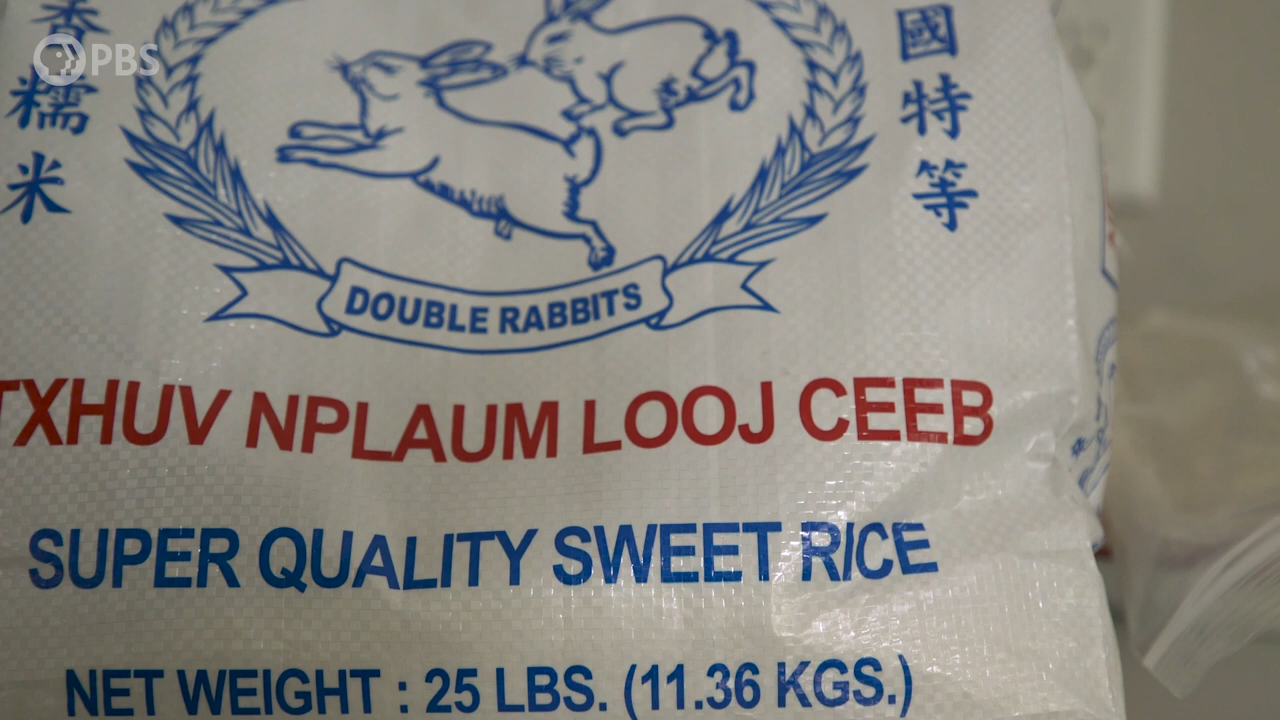 PBS
香糯米
國特等
DOUBLE RABBITS
TXHUV NPLAUM LOOJ CEEB
SUPER QUALITY SWEET RICE
NET WEIGHT : 25 LBS. (11.36 KGS.)